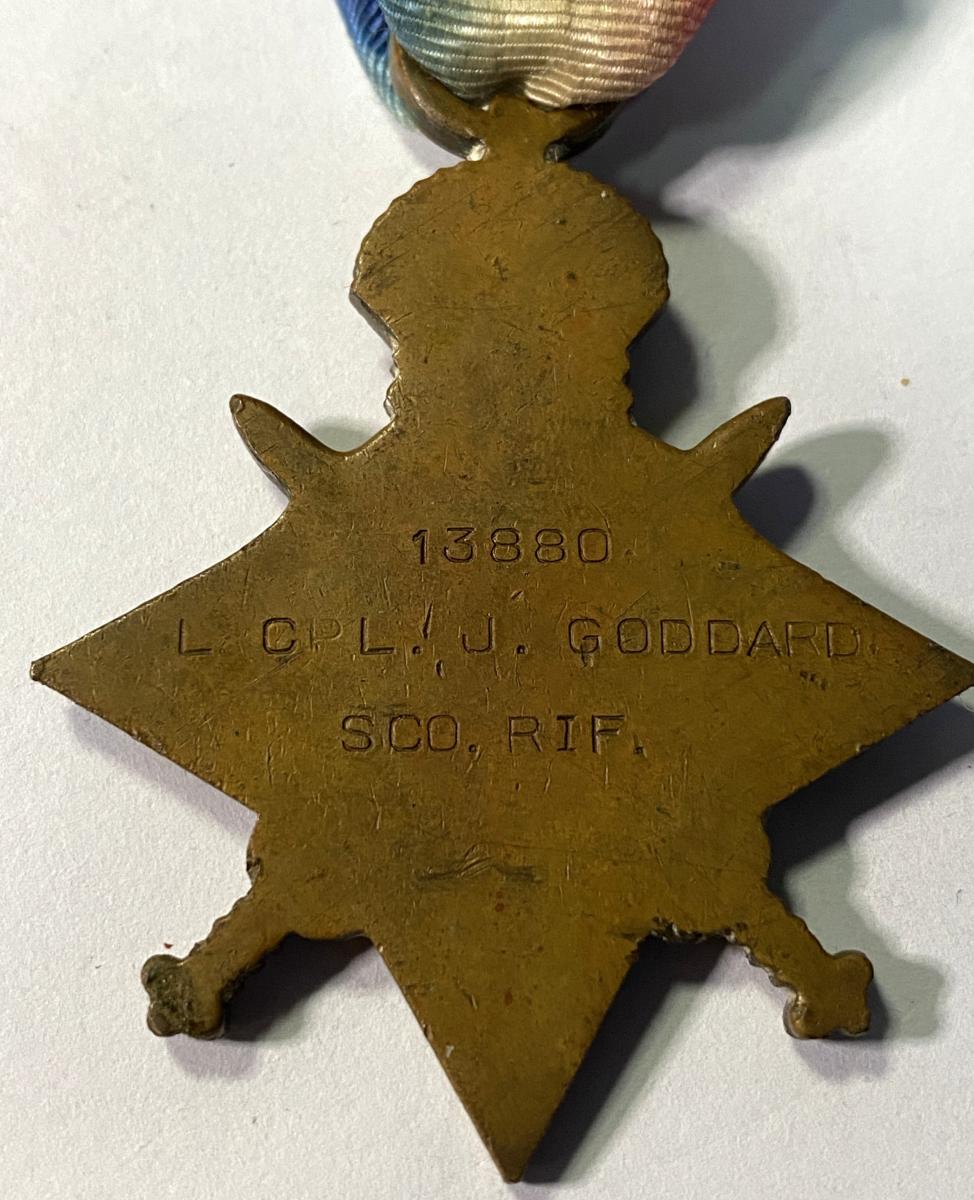 13880
L. CPL. J. GODDARD.
SCO. RIF.